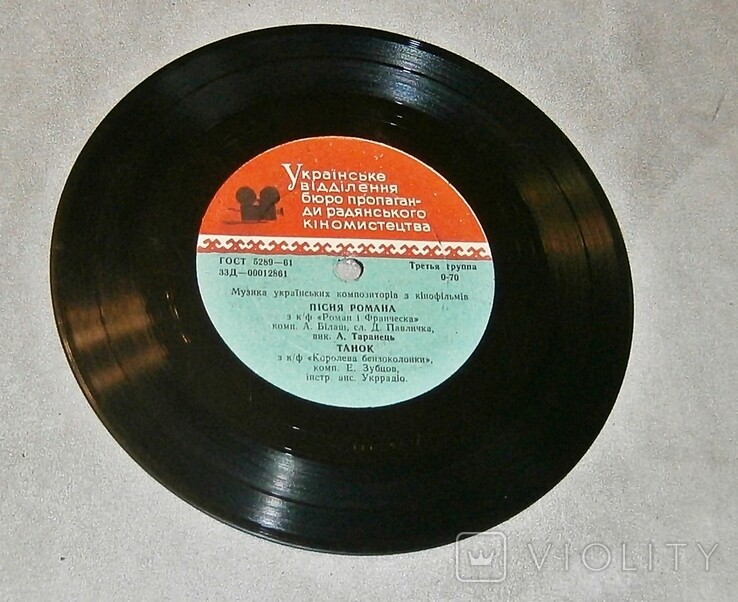 Українське
відділення
бюро пропаган-
ди радянського
кіномистецтва
ГОСТ 5289—61
33Д—00012861
Третья группа
0-70
Музика українських композиторів з кінофільмів
ПІСНЯ РОМАНА
з к/ф «Роман і Франческа»
комп. А. Білаш, сл. Д. Павличка,
вик. А. Таранець
ТАНОК
з к/ф «Королева бензоколонки»,
комп. Е. Зубцов,
інстр. анс. Укррадіо.
VIOLITY